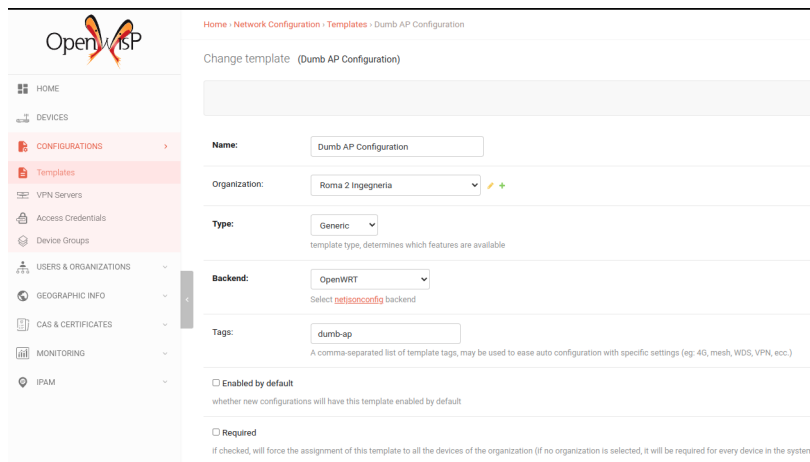 OpenWISP
Home › Network Configuration › Templates › Dumb AP Configuration
Change template (Dumb AP Configuration)
HOME
DEVICES
CONFIGURATIONS
Templates
VPN Servers
Access Credentials
Device Groups
USERS & ORGANIZATIONS
GEOGRAPHIC INFO
CAS & CERTIFICATES
MONITORING
IPAM
Name: Dumb AP Configuration
Organization: Roma 2 Ingegneria
Type: Generic
template type, determines which features are available
Backend: OpenWRT
Select netjsonconfig backend
Tags: dumb-ap
A comma-separated list of template tags, may be used to ease auto configuration with specific settings (eg: 4G, mesh, WDS, VPN, ecc.)
Enabled by default
whether new configurations will have this template enabled by default
Required
if checked, will force the assignment of this template to all the devices of the organization (if no organization is selected, it will be required for every device in the system